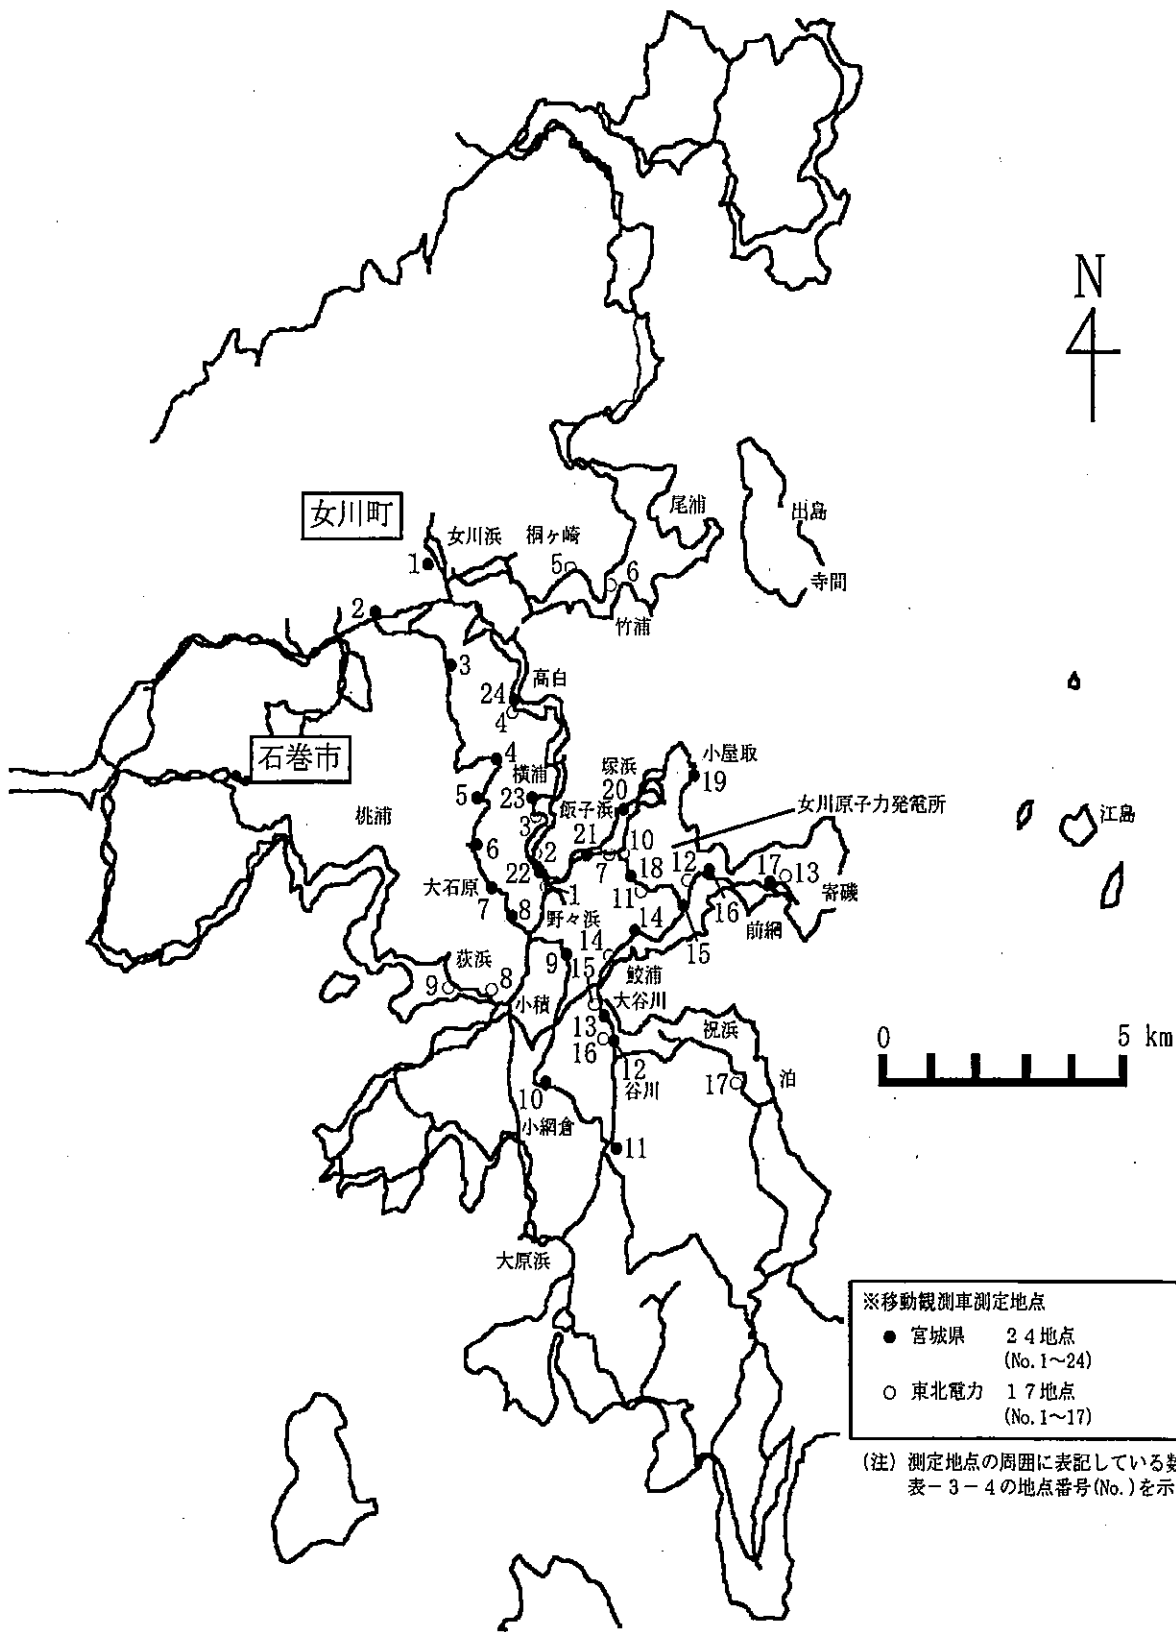 N
尾浦
出島
女川町
女川浜
桐ヶ崎
1
5
6
寺間
2
竹浦
3
高白
24
4
石巻市
4
小屋取
横浦
塚浜
19
5
23
20
女川原子力発電所
桃浦
飯子浜
3
江島
21
6
2
10
7
18
12
17
13
22
大石原
11
寄磯
7
1
16
8
野々浜
前網
14
15
9
14
荻浜
15
鮫浦
9
8
大谷川
小積
13
祝浜
0
5 km
16
12
泊
谷川
17
10
小網倉
11
大原浜
※移動観測車測定地点
● 宮城県 24地点
(No.1~24)
○ 東北電力 17地点
(No.1~17)
(注) 測定地点の周囲に表記している数
表-3-4の地点番号(No.)を示